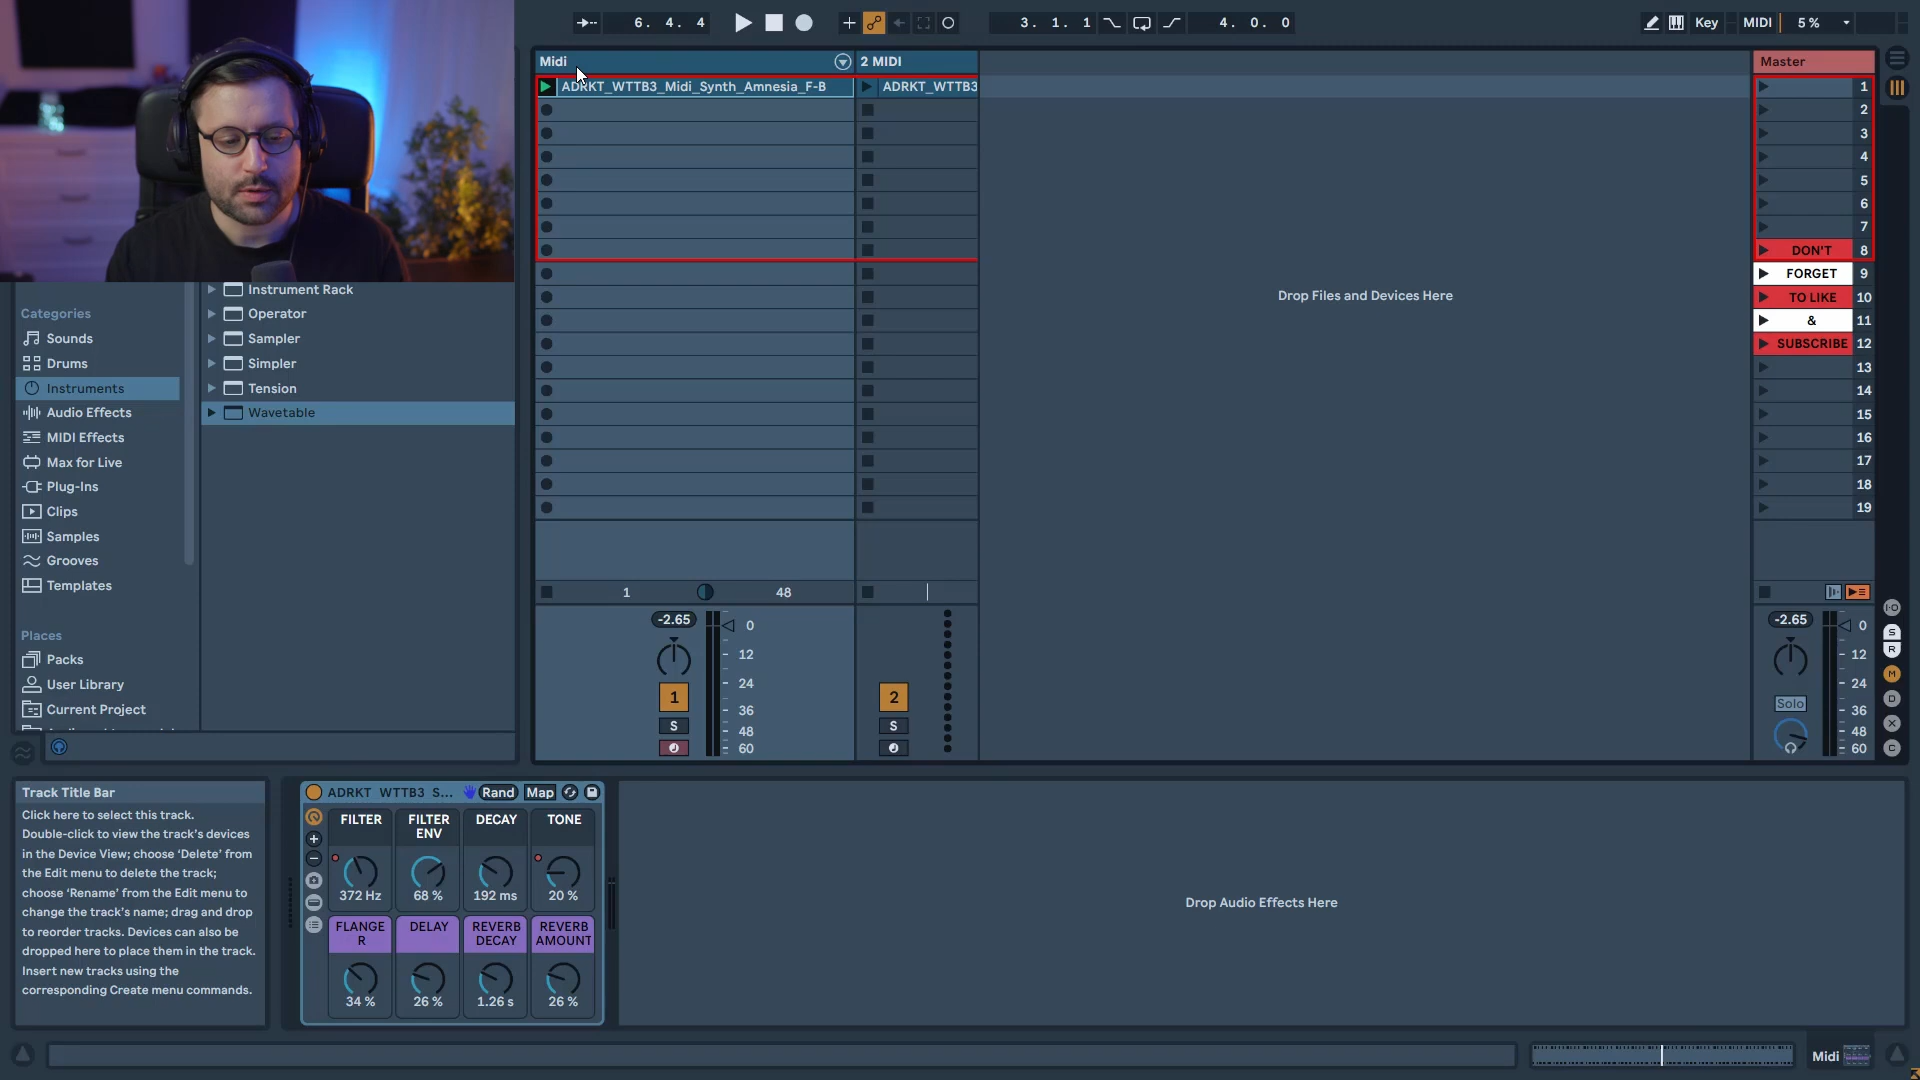 6. 4. 4
3. 1. 1
4. 0. 0
Key
MIDI
5 %
Midi
2 MIDI
Master
ADRKT_WTTB3_Midi_Synth_Amnesia_F-B
ADRKT_WTTB3
1
2
3
4
5
6
7
DON'T 8
FORGET 9
TO LIKE 10
& 11
SUBSCRIBE 12
13
14
15
16
17
18
19
Drop Files and Devices Here
Instrument Rack
Operator
Sampler
Simpler
Tension
Wavetable
Categories
Sounds
Drums
Instruments
Audio Effects
MIDI Effects
Max for Live
Plug-Ins
Clips
Samples
Grooves
Templates
Places
Packs
User Library
Current Project
1
48
-2.65
0
12
24
36
48
60
1
S
2
S
-2.65
0
12
24
36
48
60
Solo
I·O
S
R
M
D
X
C
Track Title Bar
Click here to select this track.
Double-click to view the track's devices
in the Device View; choose 'Delete' from
the Edit menu to delete the track;
choose 'Rename' from the Edit menu to
change the track's name; drag and drop
to reorder tracks. Devices can also be
dropped here to place them in the track.
Insert new tracks using the
corresponding Create menu commands.
ADRKT WTTB3 S...
Rand
Map
FILTER
FILTER
ENV
DECAY
TONE
372 Hz
68 %
192 ms
20 %
FLANGE
R
DELAY
REVERB
DECAY
REVERB
AMOUNT
34 %
26 %
1.26 s
26 %
Drop Audio Effects Here
Midi